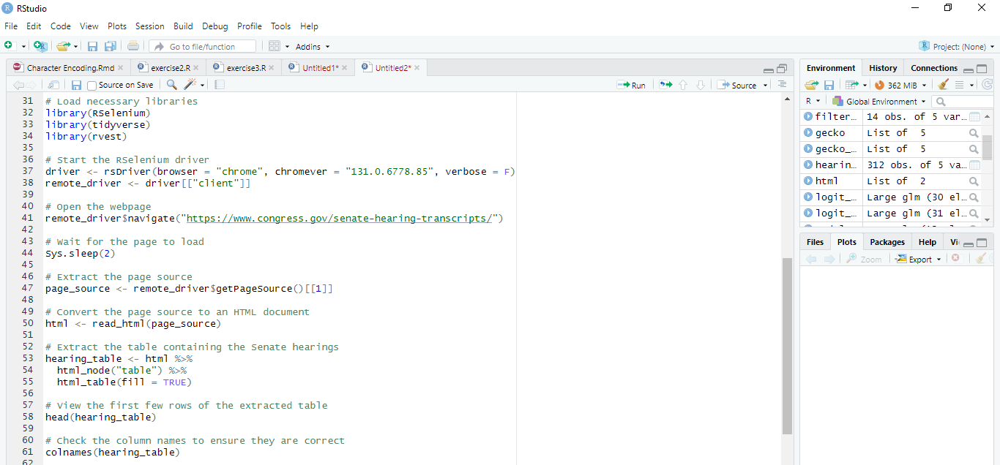 RStudio
File Edit Code View Plots Session Build Debug Profile Tools Help
Go to file/function Addins Project: (None)
Character Encoding.Rmd exercise2.R exercise3.R Untitled1* Untitled2*
Source on Save Run Source
31 # Load necessary libraries
32 library(RSelenium)
33 library(tidyverse)
34 library(rvest)
35
36 # Start the RSelenium driver
37 driver <- rsDriver(browser = "chrome", chromever = "131.0.6778.85", verbose = F)
38 remote_driver <- driver[["client"]]
39
40 # Open the webpage
41 remote_driver$navigate("https://www.congress.gov/senate-hearing-transcripts/")
42
43 # Wait for the page to load
44 Sys.sleep(2)
45
46 # Extract the page source
47 page_source <- remote_driver$getPageSource()[[1]]
48
49 # Convert the page source to an HTML document
50 html <- read_html(page_source)
51
52 # Extract the table containing the Senate hearings
53 hearing_table <- html %>%
54 html_node("table") %>%
55 html_table(fill = TRUE)
56
57 # View the first few rows of the extracted table
58 head(hearing_table)
59
60 # Check the column names to ensure they are correct
61 colnames(hearing_table)
62
Environment History Connections
362 MiB
R Global Environment
filter… 14 obs. of 5 var…
gecko List of 5
gecko_… List of 5
hearin… 312 obs. of 5 va…
html List of 2
logit_… Large glm (30 el…
logit_… Large glm (31 el…
Files Plots Packages Help Vi
Zoom Export